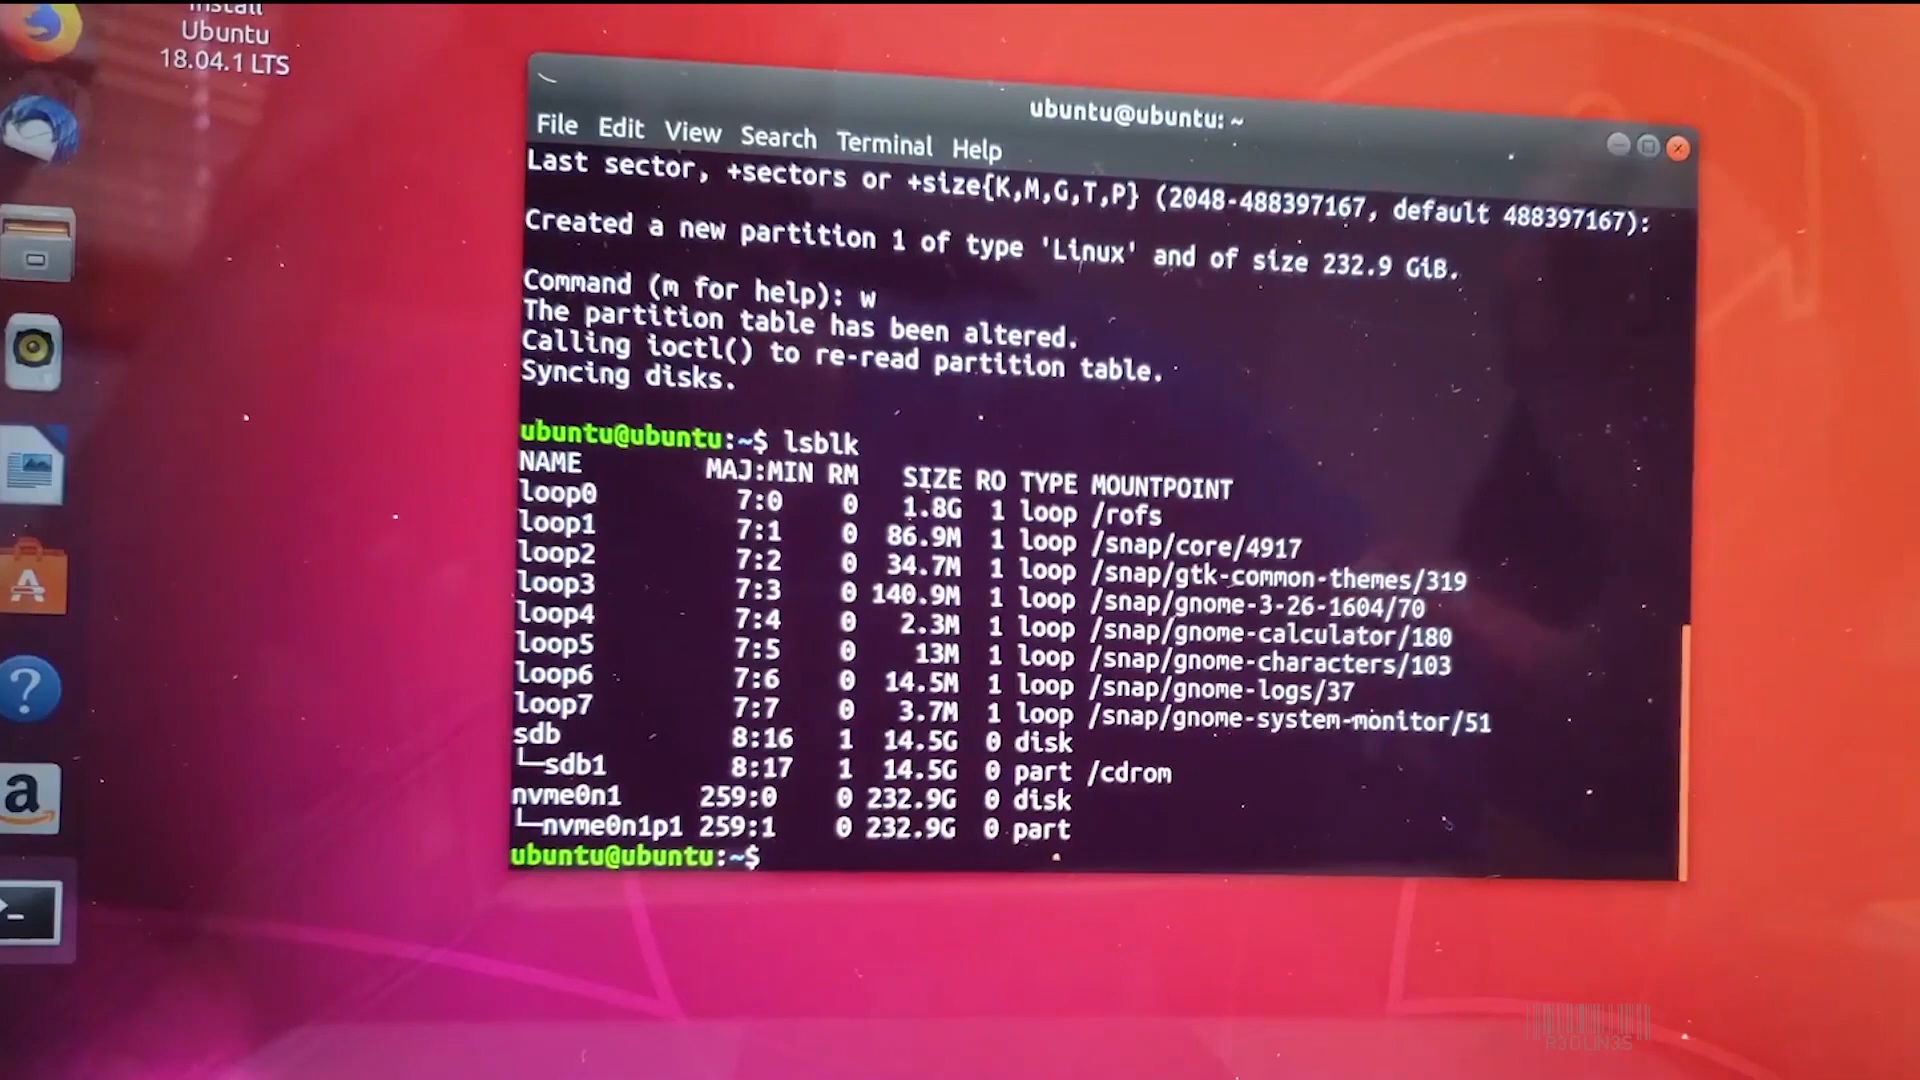 Install
Ubuntu
18.04.1 LTS
ubuntu@ubuntu: ~
File Edit View Search Terminal Help
Last sector, +sectors or +size{K,M,G,T,P} (2048-488397167, default 488397167):
Created a new partition 1 of type 'Linux' and of size 232.9 GiB.
Command (m for help): w
The partition table has been altered.
Calling ioctl() to re-read partition table.
Syncing disks.
ubuntu@ubuntu:~$ lsblk
NAME MAJ:MIN RM SIZE RO TYPE MOUNTPOINT
loop0 7:0 0 1.8G 1 loop /rofs
loop1 7:1 0 86.9M 1 loop /snap/core/4917
loop2 7:2 0 34.7M 1 loop /snap/gtk-common-themes/319
loop3 7:3 0 140.9M 1 loop /snap/gnome-3-26-1604/70
loop4 7:4 0 2.3M 1 loop /snap/gnome-calculator/180
loop5 7:5 0 13M 1 loop /snap/gnome-characters/103
loop6 7:6 0 14.5M 1 loop /snap/gnome-logs/37
loop7 7:7 0 3.7M 1 loop /snap/gnome-system-monitor/51
sdb 8:16 1 14.5G 0 disk
└─sdb1 8:17 1 14.5G 0 part /cdrom
nvme0n1 259:0 0 232.9G 0 disk
└─nvme0n1p1 259:1 0 232.9G 0 part
ubuntu@ubuntu:~$
R3DLIN3S